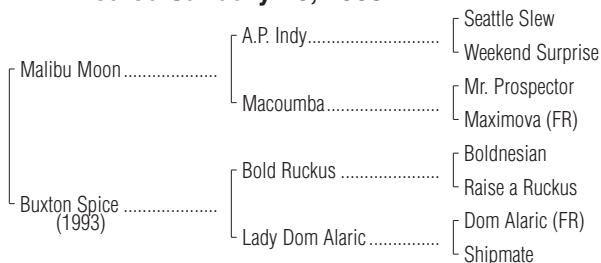 Seattle Slew
A.P. Indy
Weekend Surprise
Malibu Moon
Mr. Prospector
Macoumba
Maximova (FR)
Boldnesian
Bold Ruckus
Raise a Ruckus
Buxton Spice
(1993)
Dom Alaric (FR)
Lady Dom Alaric
Shipmate